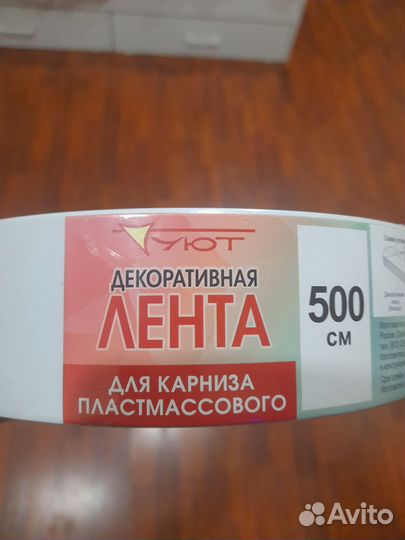 УЮТ
ДЕКОРАТИВНАЯ
ЛЕНТА
ДЛЯ КАРНИЗА
ПЛАСТМАССОВОГО
500
СМ
Avito